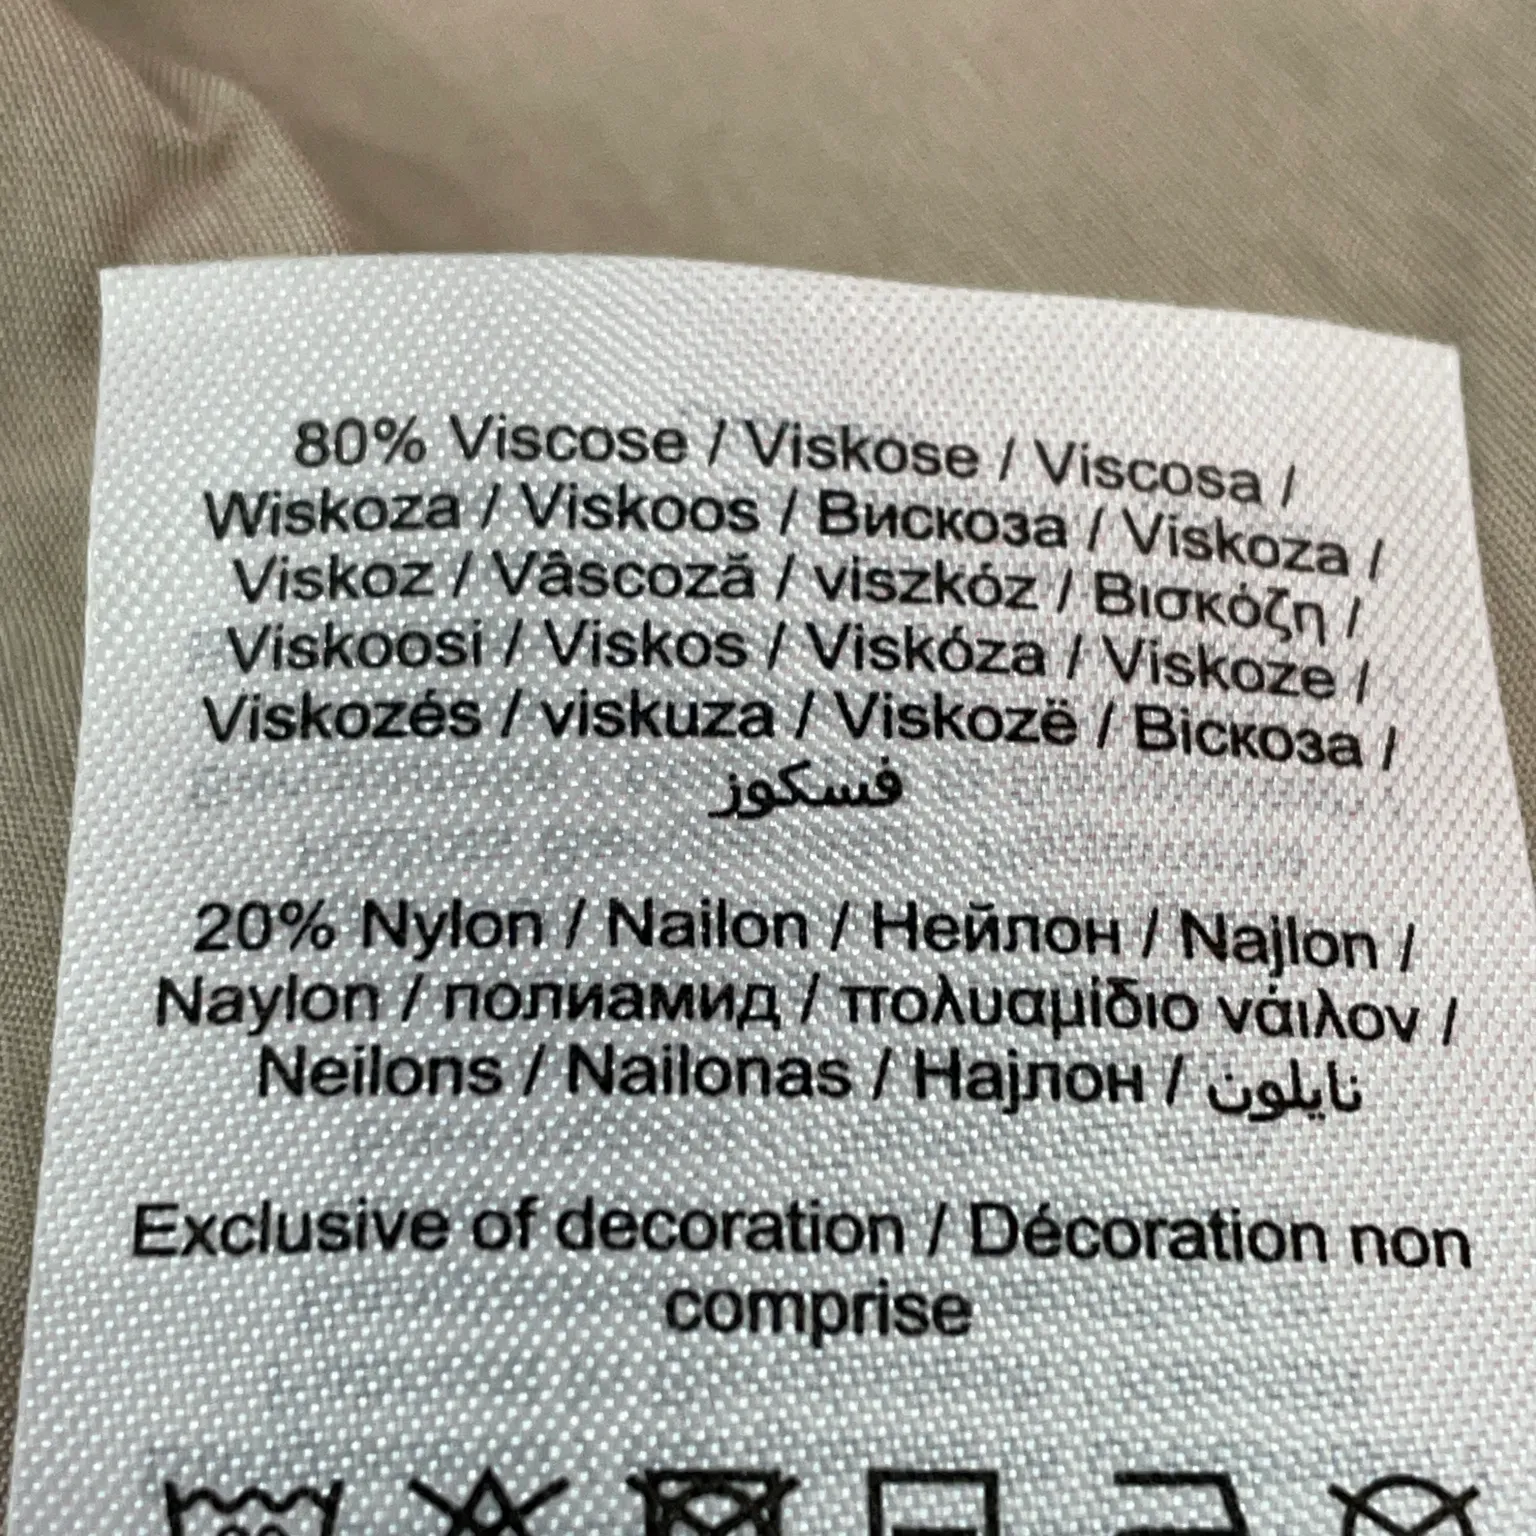 80% Viscose / Viskose / Viscosa /
Wiskoza / Viskoos / Вискоза / Viskoza /
Viskoz / Vâscoză / viszkóz / Βισκόζη /
Viskoosi / Viskos / Viskóza / Viskoze /
Viskozés / viskuza / Viskozë / Віскоза /
فسكوز
20% Nylon / Nailon / Нейлон / Najlon /
Naylon / полиамид / πολυαμίδιο νάιλον /
Neilons / Nailonas / Најлон / نايلون
Exclusive of decoration / Décoration non
comprise